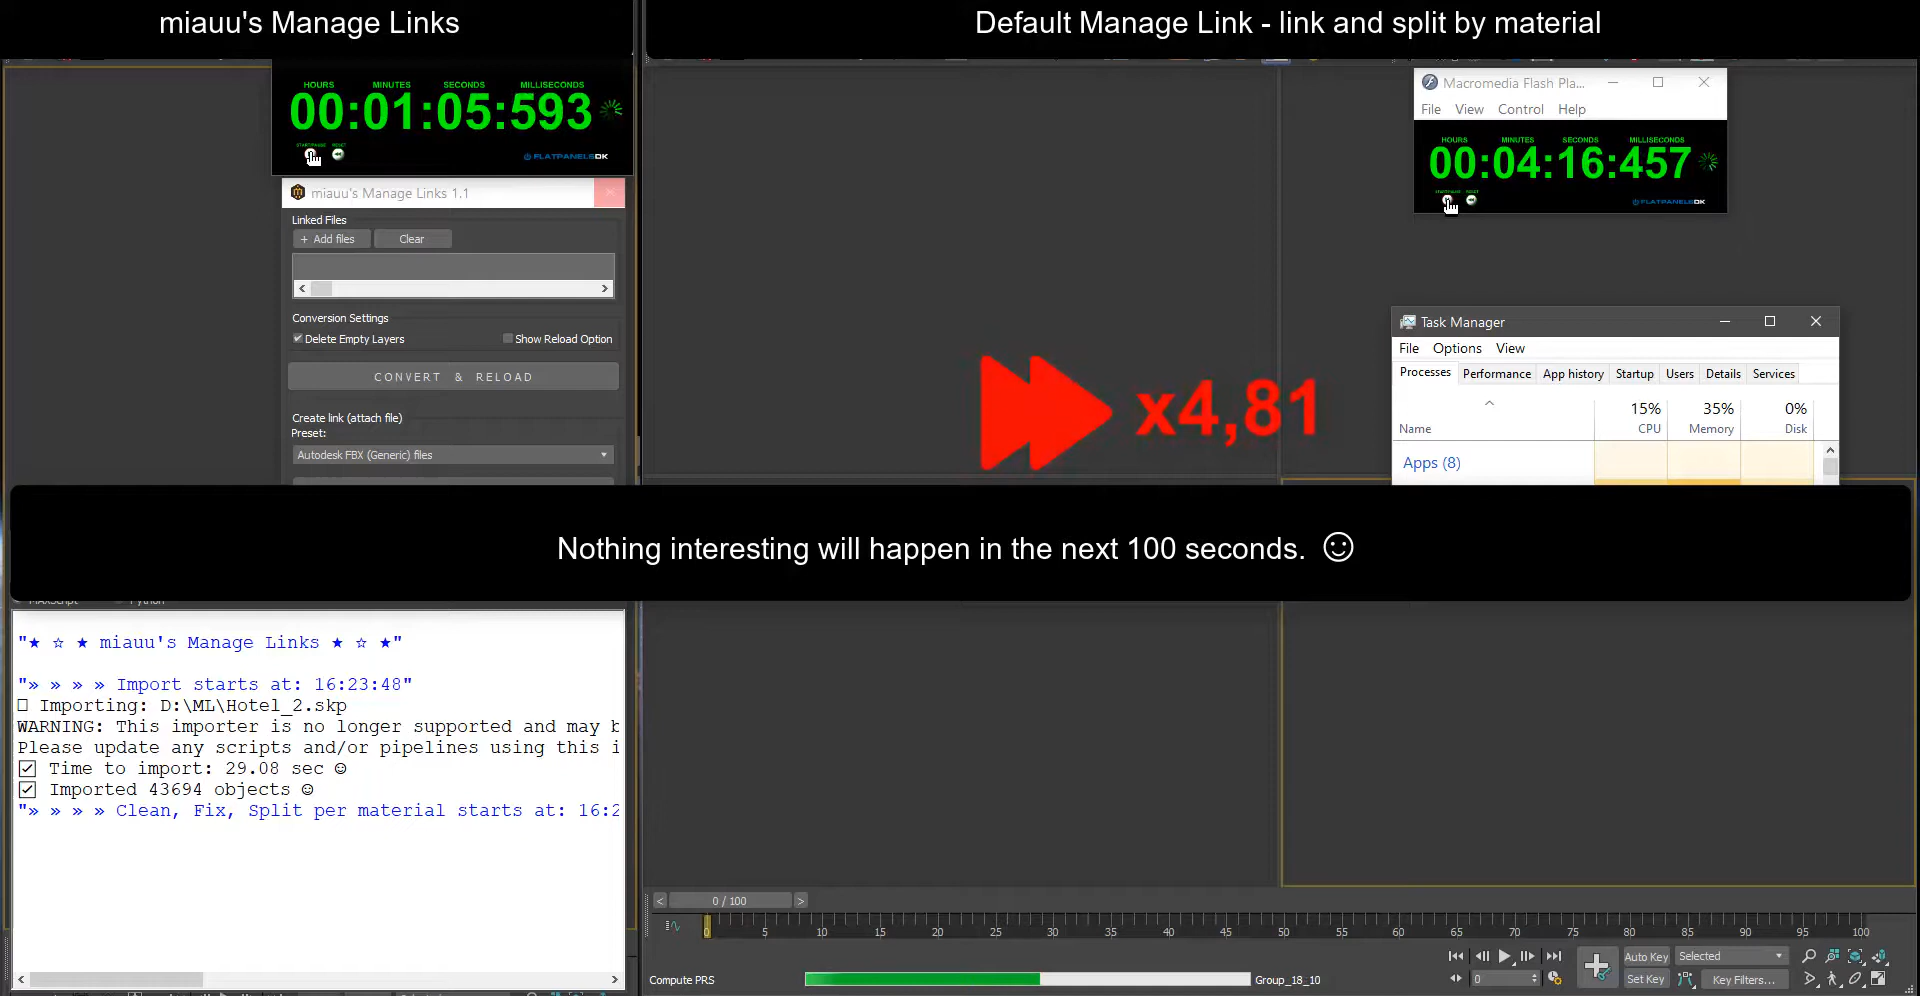 miauu's Manage Links
Default Manage Link - link and split by material
HOURS MINUTES SECONDS MILLISECONDS
00:01:05:593
START/PAUSE RESET
FLATPANELSDK
miauu's Manage Links 1.1
Linked Files
+ Add files
Clear
Conversion Settings
Delete Empty Layers
Show Reload Option
CONVERT & RELOAD
Create link (attach file)
Preset:
Autodesk FBX (Generic) files
Macromedia Flash Pla...
File View Control Help
HOURS MINUTES SECONDS MILLISECONDS
00:04:16:457
START/PAUSE RESET
FLATPANELSDK
x4,81
Task Manager
File Options View
Processes Performance App history Startup Users Details Services
15% 35% 0%
Name CPU Memory Disk
Apps (8)
Nothing interesting will happen in the next 100 seconds. ☺
"★ ☆ ★ miauu's Manage Links ★ ☆ ★"
"» » » » Import starts at: 16:23:48"
Importing: D:\ML\Hotel_2.skp
WARNING: This importer is no longer supported and may b
Please update any scripts and/or pipelines using this i
☑ Time to import: 29.08 sec ☺
☑ Imported 43694 objects ☺
"» » » » Clean, Fix, Split per material starts at: 16:2
< 0 / 100 >
0 5 10 15 20 25 30 35 40 45 50 55 60 65 70 75 80 85 90 95 100
Compute PRS
Group_18_10
0
Auto Key
Selected
Set Key
Key Filters...